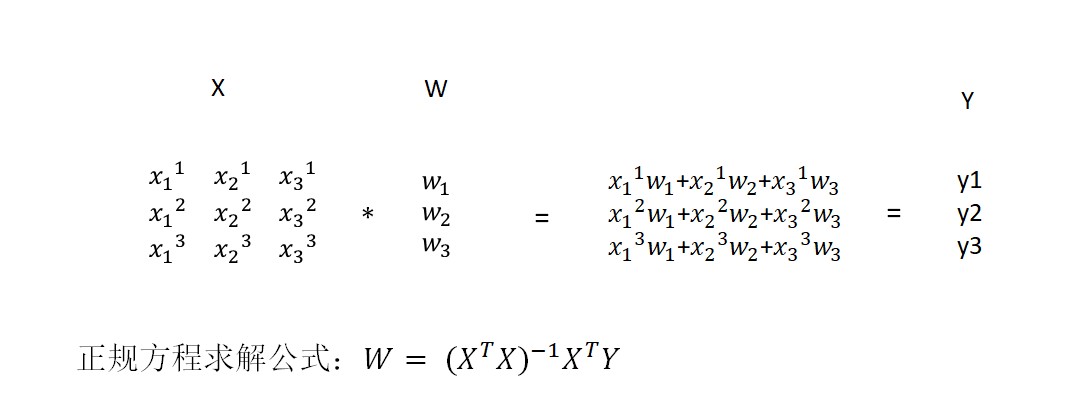 X W Y
x₁¹ x₂¹ x₃¹ w₁ x₁¹w₁+x₂¹w₂+x₃¹w₃ y1
x₁² x₂² x₃² * w₂ = x₁²w₁+x₂²w₂+x₃²w₃ = y2
x₁³ x₂³ x₃³ w₃ x₁³w₁+x₂³w₂+x₃³w₃ y3
正规方程求解公式：W = (XᵀX)⁻¹XᵀY